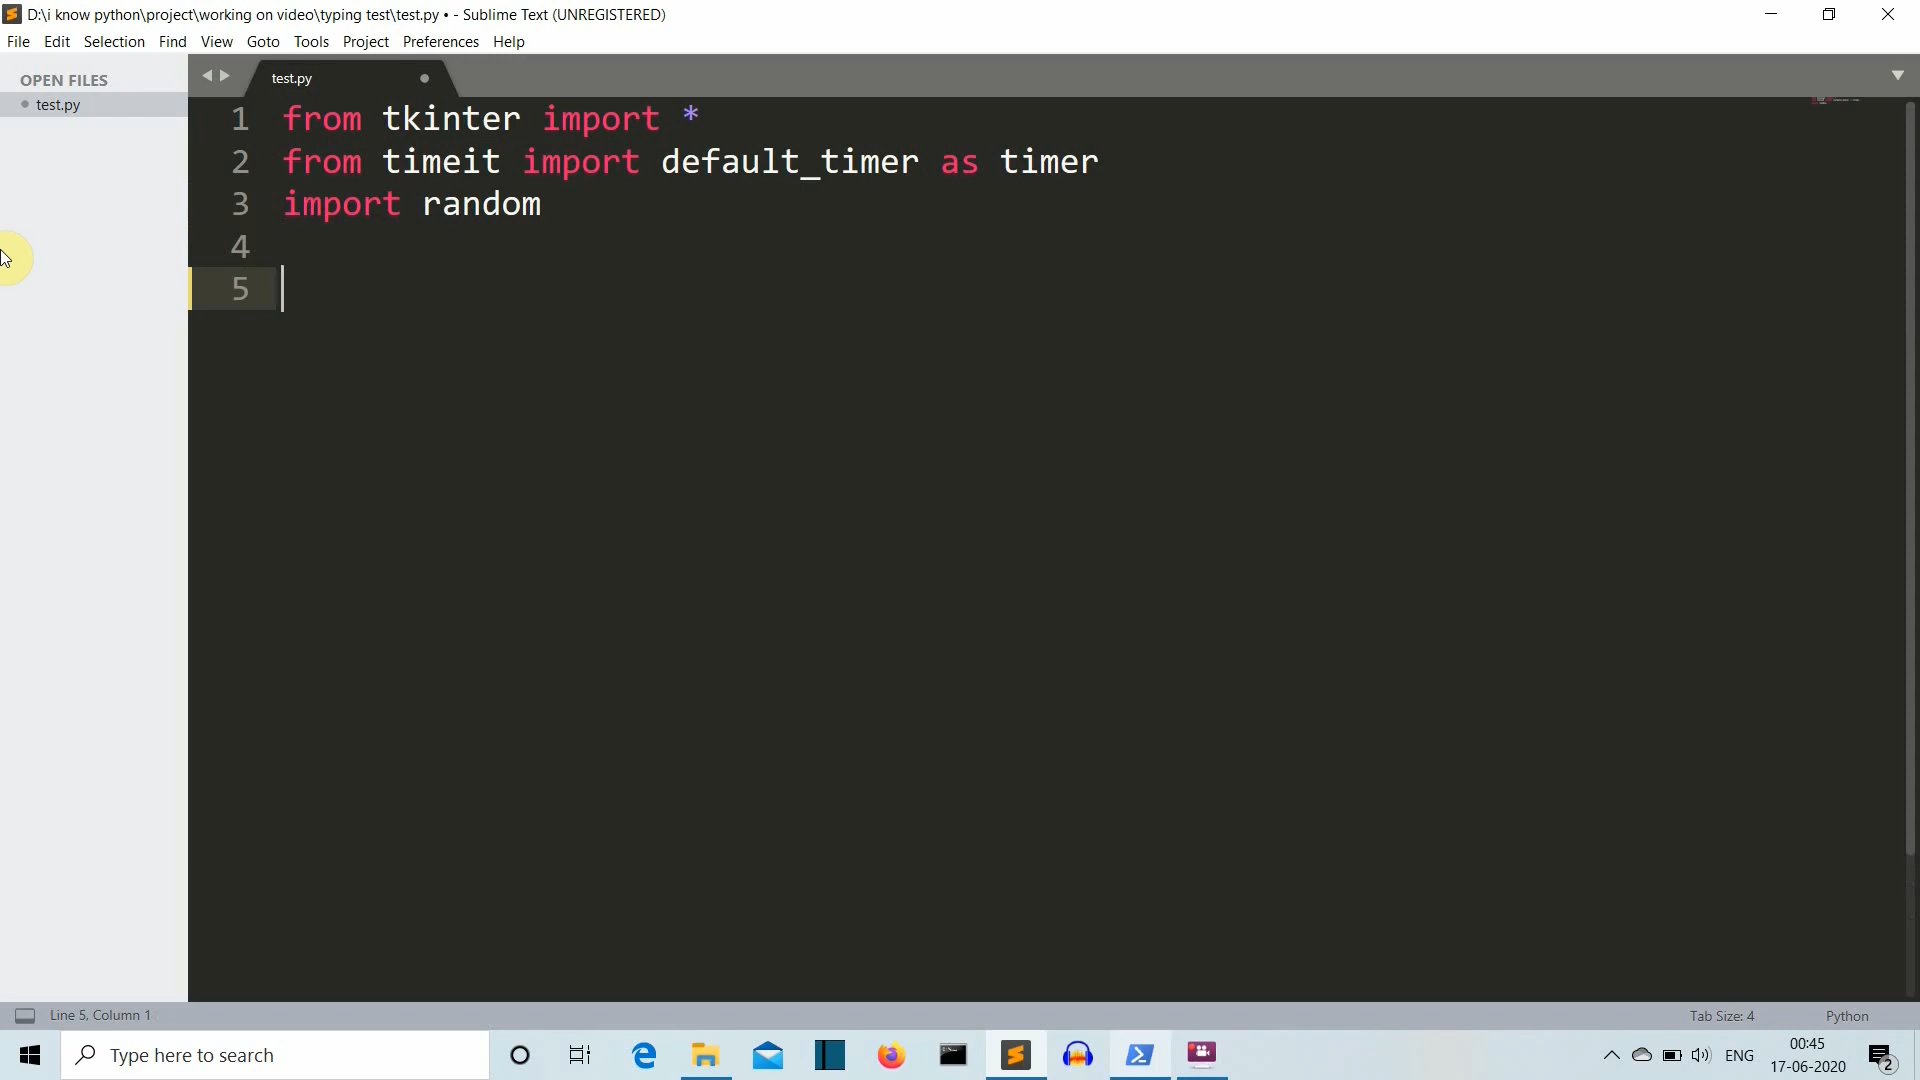 D:\i know python\project\working on video\typing test\test.py • - Sublime Text (UNREGISTERED)
File Edit Selection Find View Goto Tools Project Preferences Help
OPEN FILES
test.py
test.py
1 from tkinter import *
2 from timeit import default_timer as timer
3 import random
4
5
Line 5, Column 1
Tab Size: 4
Python
Type here to search
ENG
00:45
17-06-2020
2